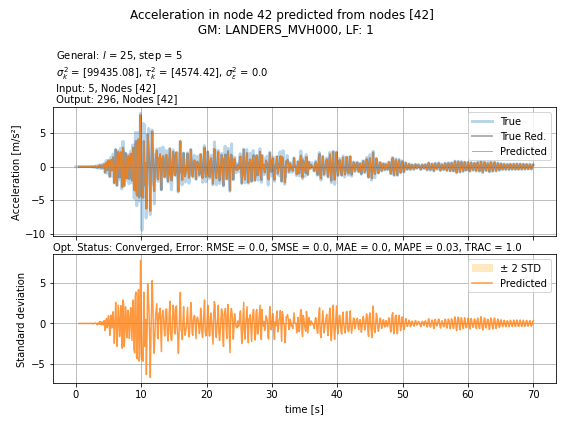 Acceleration in node 42 predicted from nodes [42]
GM: LANDERS_MVH000, LF: 1
General: l = 25, step = 5
σ²ₖ = [99435.08], τ²ₖ = [4574.42], σ²ε = 0.0
Input: 5, Nodes [42]
Output: 296, Nodes [42]
Acceleration [m/s²]
5
0
−5
−10
True
True Red.
Predicted
Opt. Status: Converged, Error: RMSE = 0.0, SMSE = 0.0, MAE = 0.0, MAPE = 0.03, TRAC = 1.0
Standard deviation
5
0
−5
± 2 STD
Predicted
0 10 20 30 40 50 60 70
time [s]